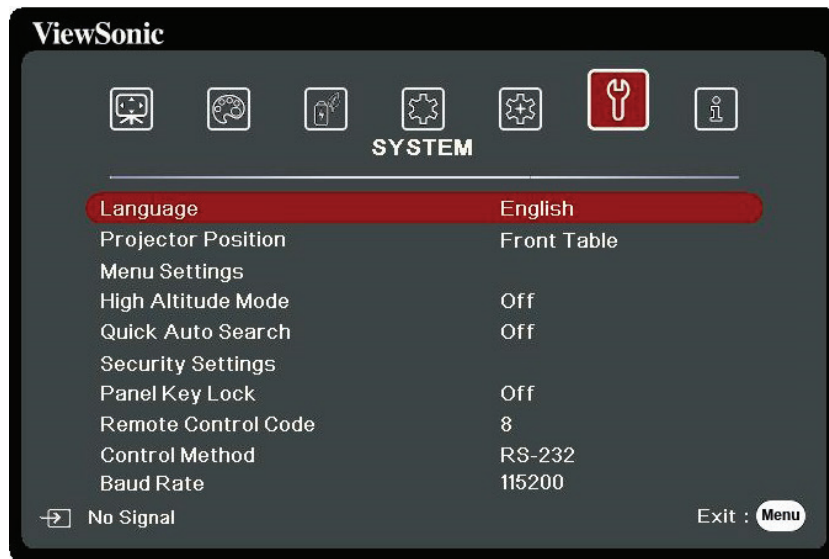 ViewSonic
SYSTEM
Language English
Projector Position Front Table
Menu Settings
High Altitude Mode Off
Quick Auto Search Off
Security Settings
Panel Key Lock Off
Remote Control Code 8
Control Method RS-232
Baud Rate 115200
No Signal Exit : Menu